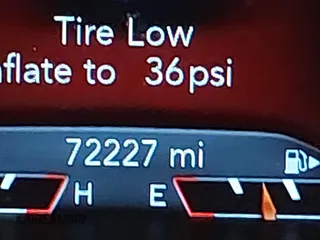 Tire Low
nflate to 36psi
72227 mi
H E